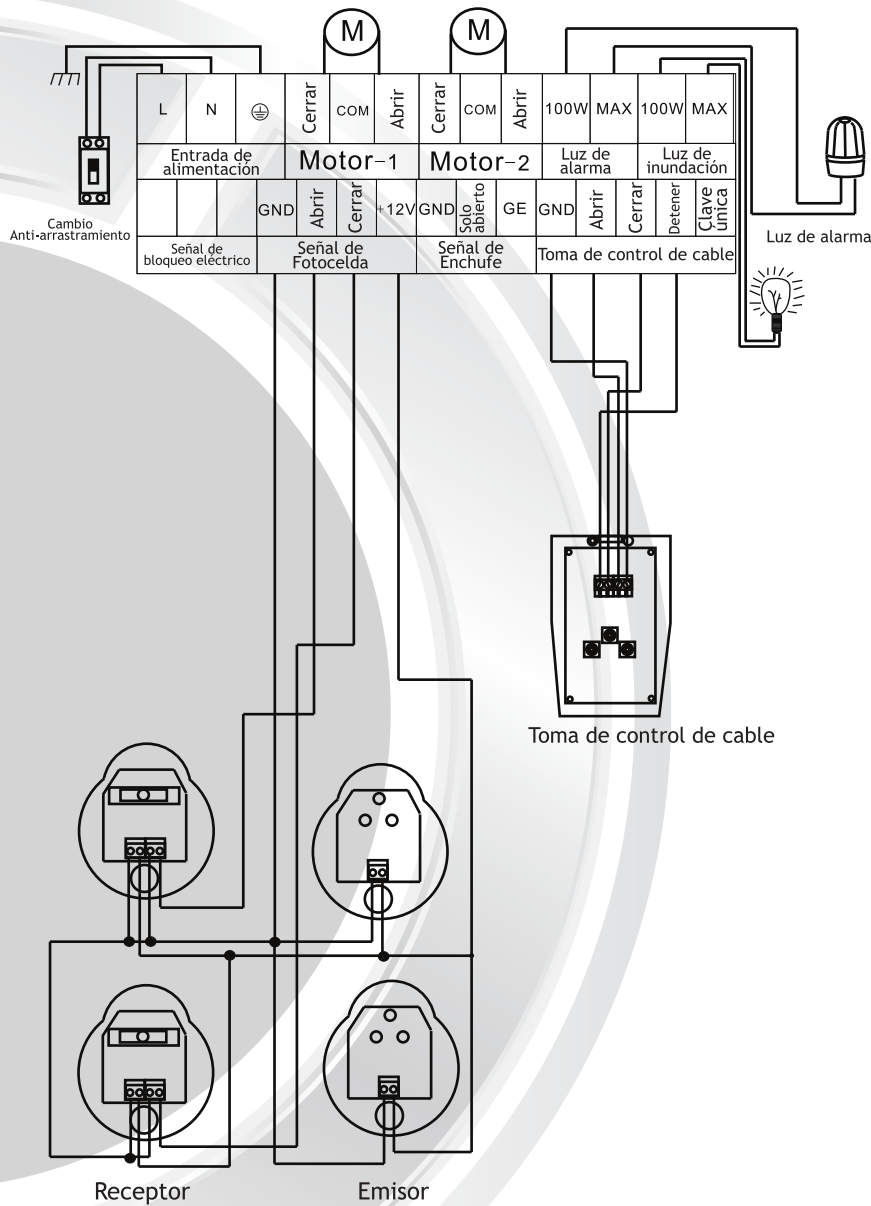 M
M
L
N
Cerrar
COM
Abrir
Cerrar
COM
Abrir
100W
MAX
100W
MAX
Entrada de
alimentación
Motor-1
Motor-2
Luz de
alarma
Luz de
inundación
GND
Abrir
Cerrar
+12V
GND
Solo
abierto
GE
GND
Abrir
Cerrar
Detener
Clave
única
Señal de
bloqueo eléctrico
Señal de
Fotocelda
Señal de
Enchufe
Toma de control de cable
Cambio
Anti-arrastramiento
Luz de alarma
Toma de control de cable
Receptor
Emisor